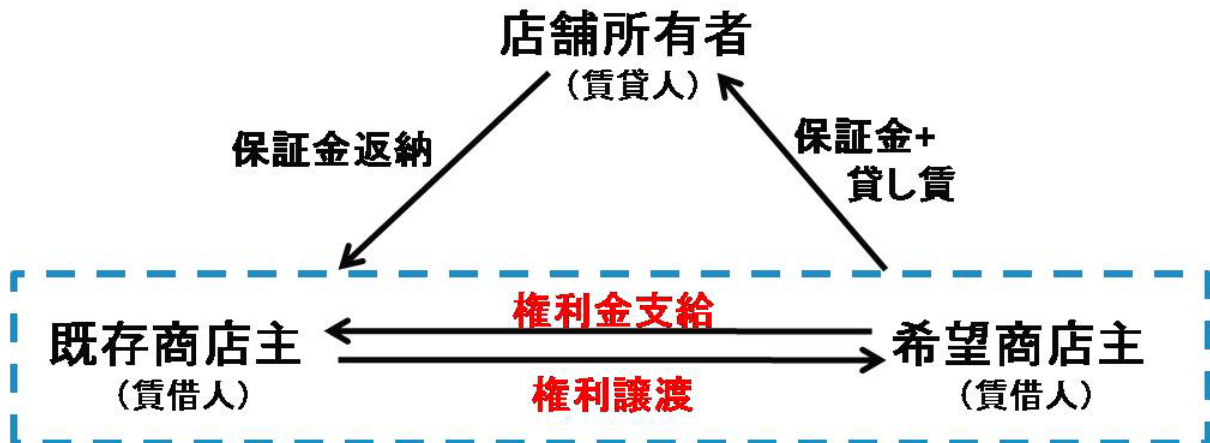 店舗所有者
（賃貸人）
保証金返納
保証金+
貸し賃
権利金支給
既存商店主
（賃借人）
希望商店主
（賃借人）
権利譲渡